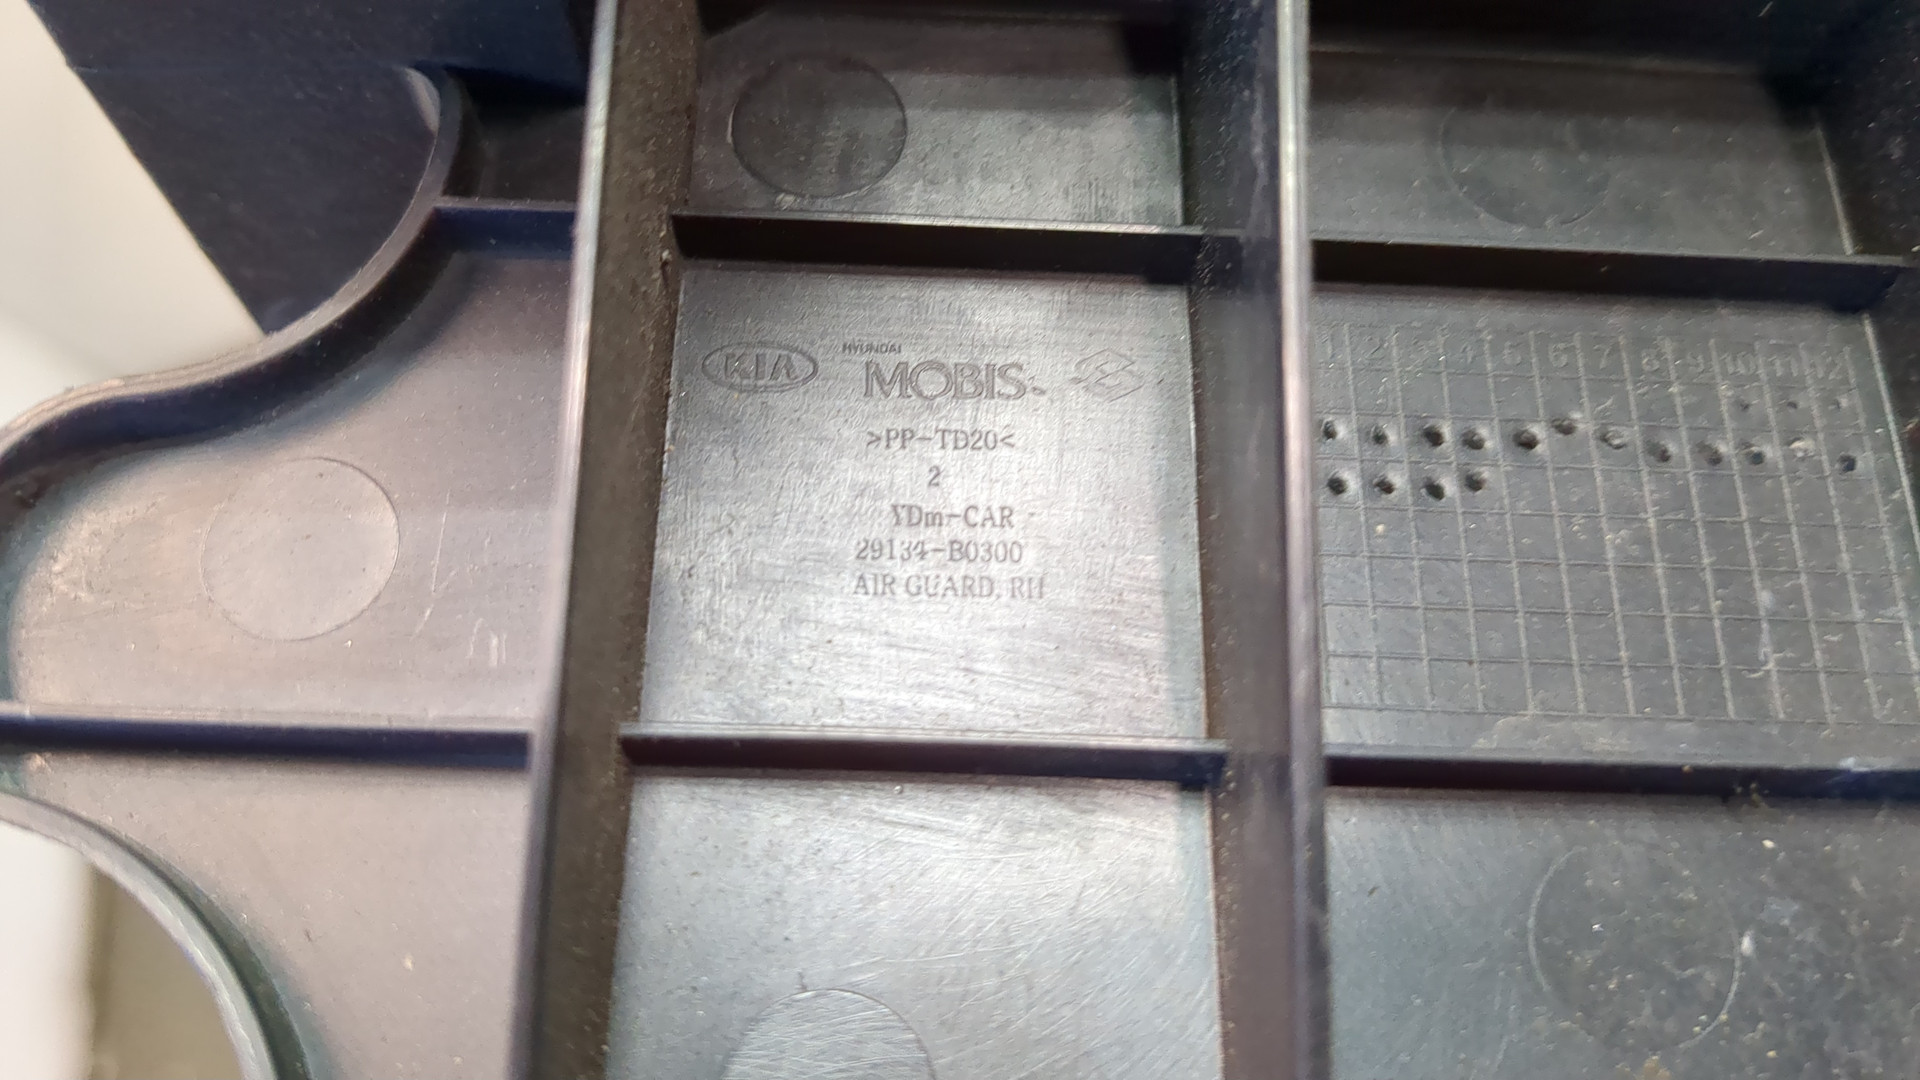 KIA
HYUNDAI
MOBIS
>PP-TD20<
2
YDm-CAR
29134-B0300
AIR GUARD, RH
1 2 3 4 5 6 7 8 9 10 11 12